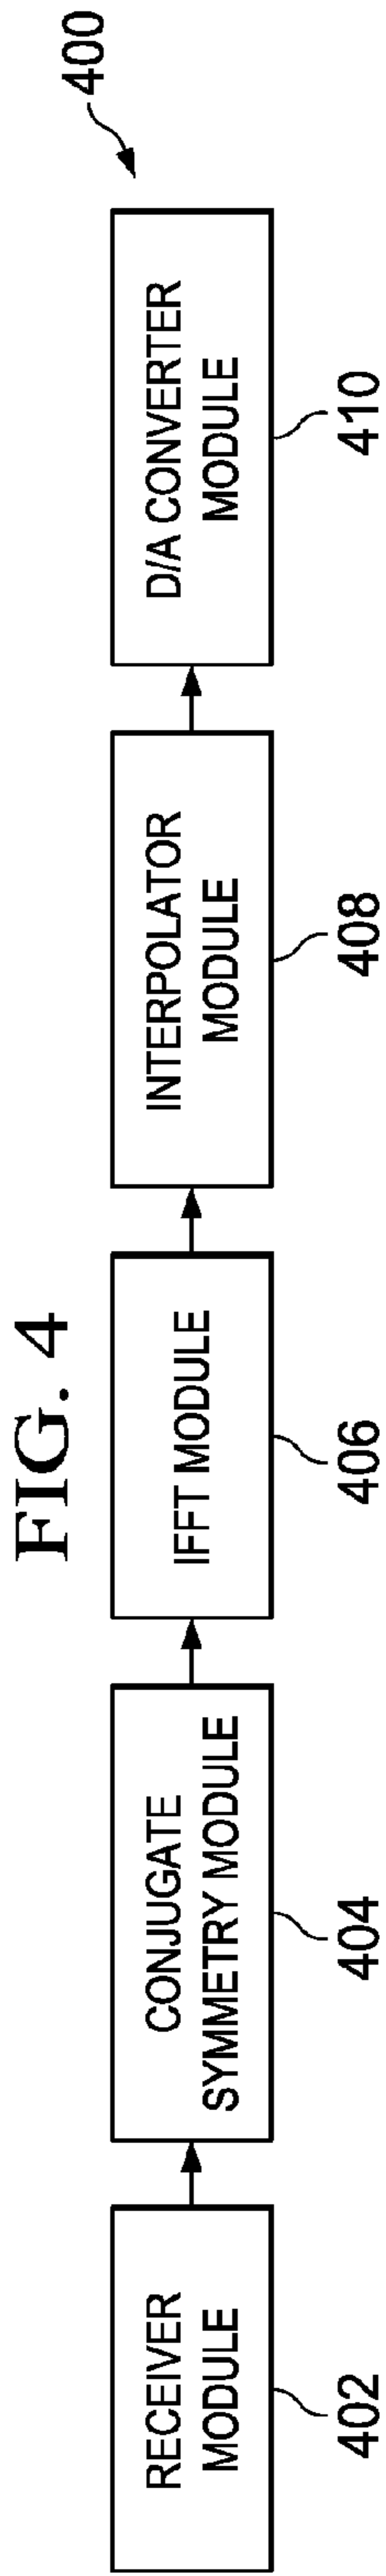 FIG. 4
400
RECEIVER
MODULE
402
CONJUGATE
SYMMETRY MODULE
404
IFFT MODULE
406
INTERPOLATOR
MODULE
408
D/A CONVERTER
MODULE
410